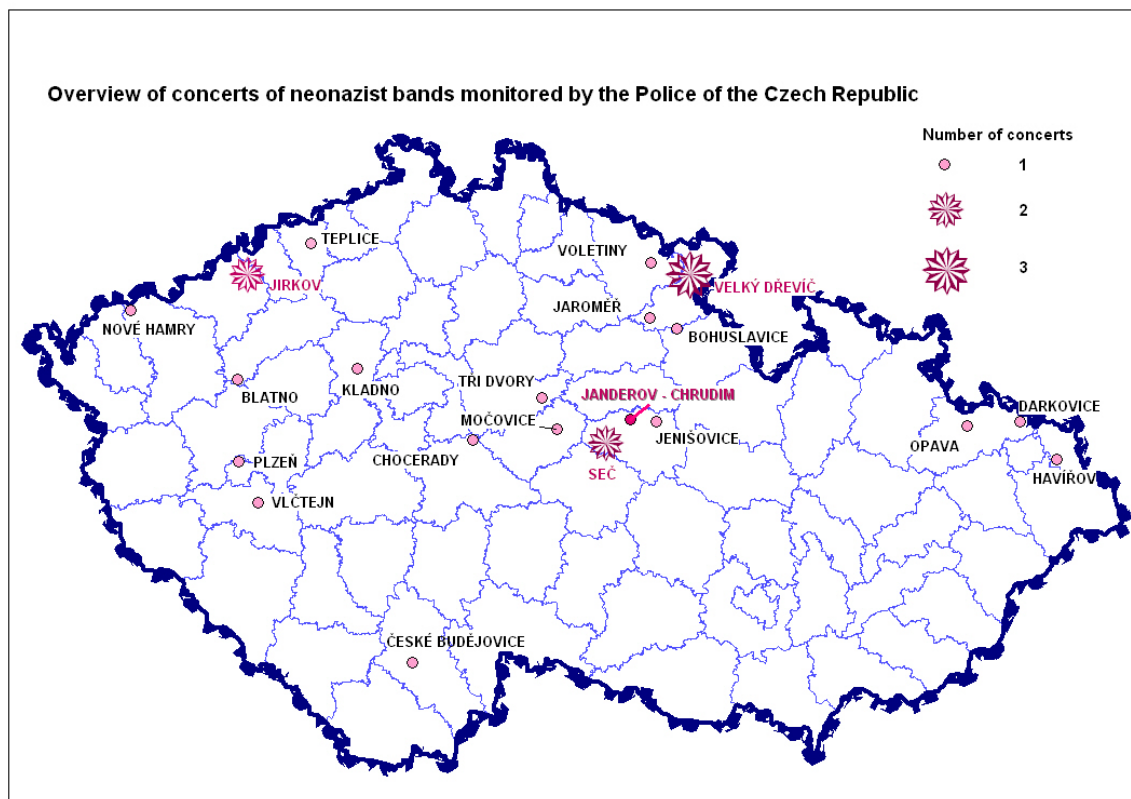 Overview of concerts of neonazist bands monitored by the Police of the Czech Republic
Number of concerts
1
2
3
TEPLICE
VOLETINY
JIRKOV
VELKÝ DŘEVÍČ
NOVÉ HAMRY
JAROMĚŘ
BOHUSLAVICE
BLATNO
KLADNO
TŘI DVORY
JANDEROV - CHRUDIM
MOČOVICE
JENIŠOVICE
DARKOVICE
OPAVA
CHOCERADY
PLZEŇ
SEČ
HAVÍŘOV
VLČTEJN
ČESKÉ BUDĚJOVICE